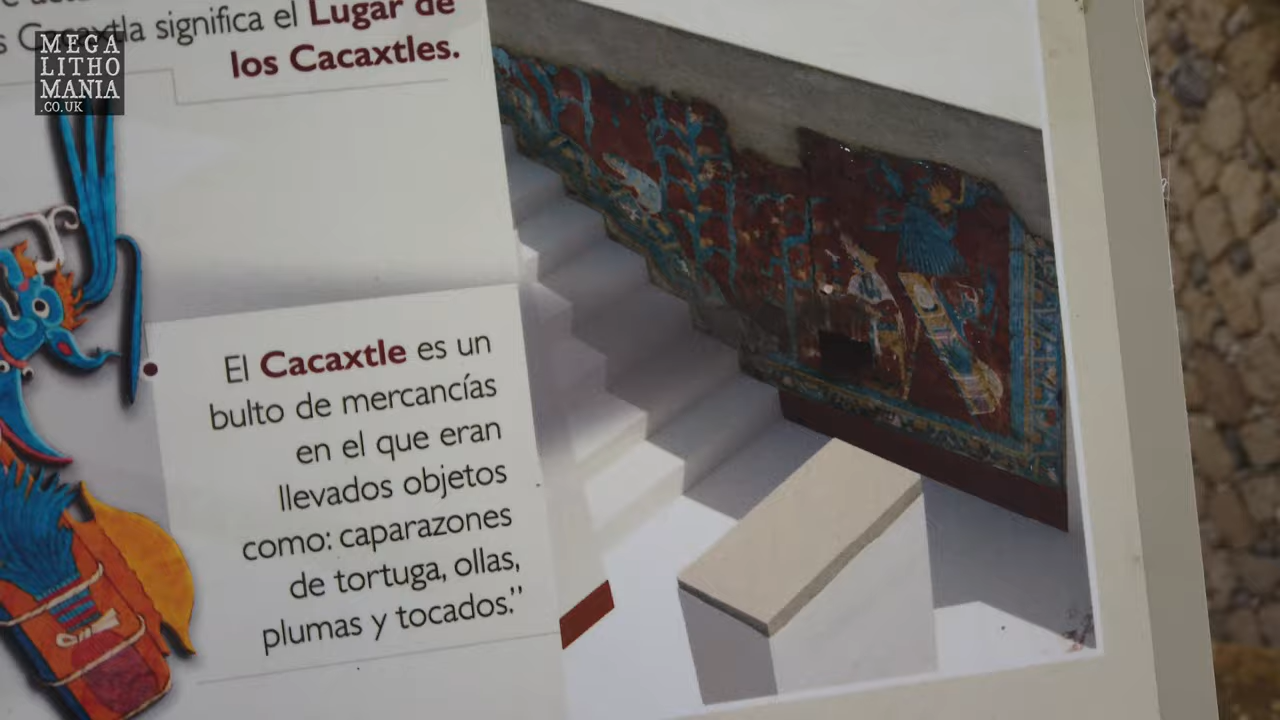 Cacaxtla significa el Lugar de
los Cacaxtles.
MEGA
LITHO
MANIA
.CO.UK
El Cacaxtle es un
bulto de mercancías
en el que eran
llevados objetos
como: caparazones
de tortuga, ollas,
plumas y tocados.”